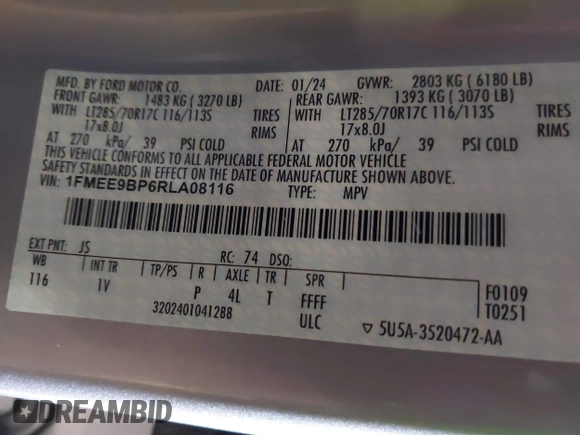 MFD. BY FORD MOTOR CO.
DATE: 01/24 GVWR: 2803 KG (6180 LB)
FRONT GAWR: 1483 KG (3270 LB) REAR GAWR: 1393 KG (3070 LB)
WITH LT285/70R17C 116/113S TIRES WITH LT285/70R17C 116/113S TIRES
17x8.0J RIMS 17x8.0J RIMS
AT 270 kPa/ 39 PSI COLD AT 270 kPa/ 39 PSI COLD
THIS VEHICLE CONFORMS TO ALL APPLICABLE FEDERAL MOTOR VEHICLE
SAFETY STANDARDS IN EFFECT ON THE DATE OF MANUFACTURE SHOWN ABOVE.
VIN: 1FMEE9BP6RLA08116 TYPE: MPV
EXT PNT: JS RC: 74 DSO:
WB INT TR TP/PS R AXLE TR SPR
116 1V P 4L T FFFF
3202401041288 ULC
F0109
T0251
▽ 5U5A-3520472-AA
DREAMBID